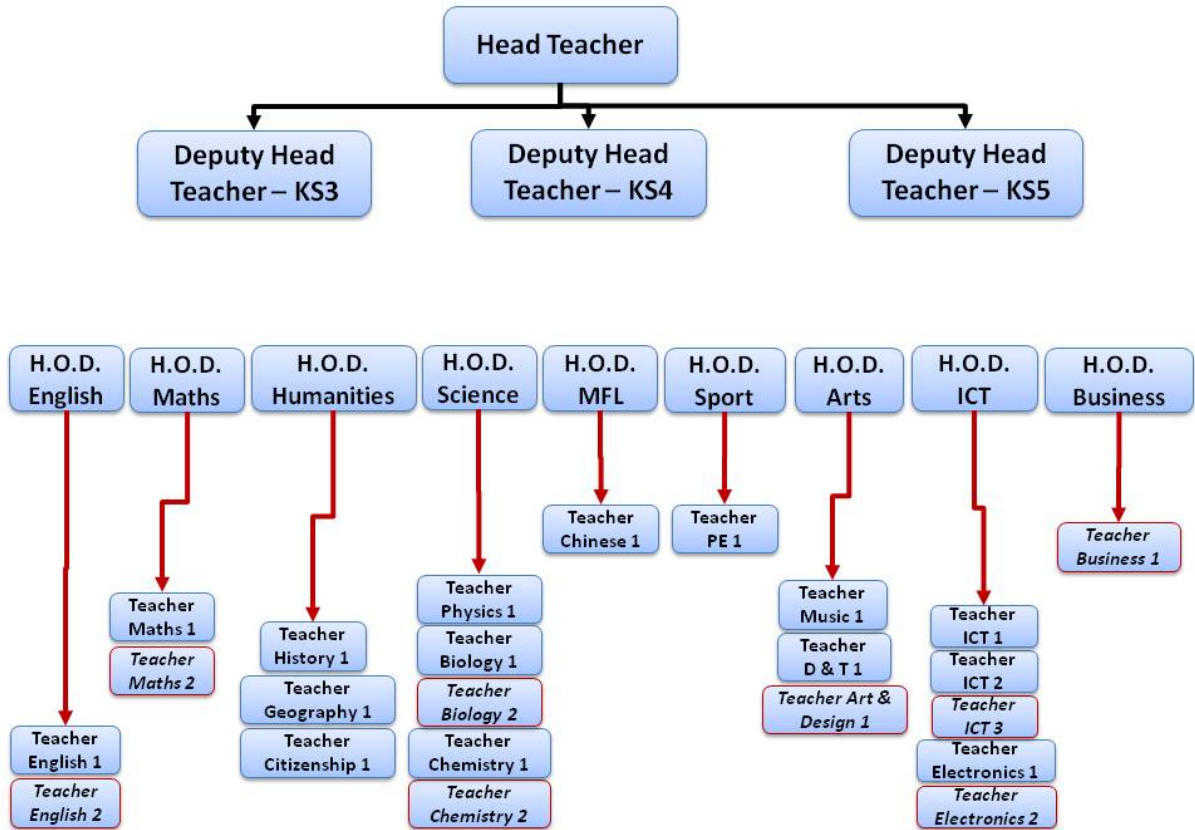 Head Teacher
Deputy Head
Teacher – KS3
Deputy Head
Teacher – KS4
Deputy Head
Teacher – KS5
H.O.D.
English
H.O.D.
Maths
H.O.D.
Humanities
H.O.D.
Science
H.O.D.
MFL
H.O.D.
Sport
H.O.D.
Arts
H.O.D.
ICT
H.O.D.
Business
Teacher
English 1
Teacher
English 2
Teacher
Maths 1
Teacher
Maths 2
Teacher
History 1
Teacher
Geography 1
Teacher
Citizenship 1
Teacher
Physics 1
Teacher
Biology 1
Teacher
Biology 2
Teacher
Chemistry 1
Teacher
Chemistry 2
Teacher
Chinese 1
Teacher
PE 1
Teacher
Music 1
Teacher
D & T 1
Teacher Art &
Design 1
Teacher
ICT 1
Teacher
ICT 2
Teacher
ICT 3
Teacher
Electronics 1
Teacher
Electronics 2
Teacher
Business 1